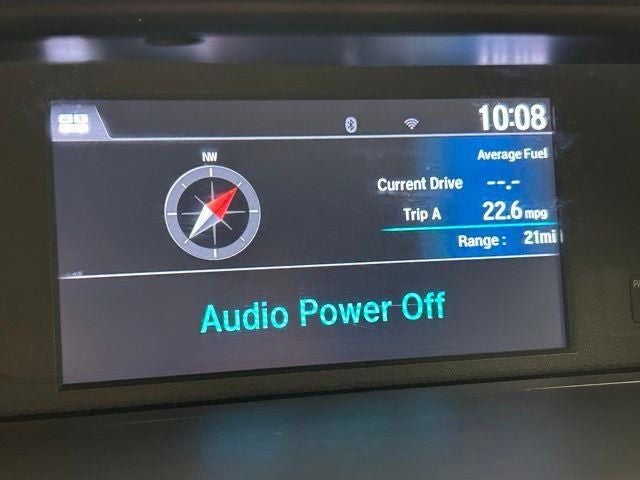 10:08
NW
Average Fuel
Current Drive --.-
Trip A 22.6 mpg
Range : 21mi
Audio Power Off